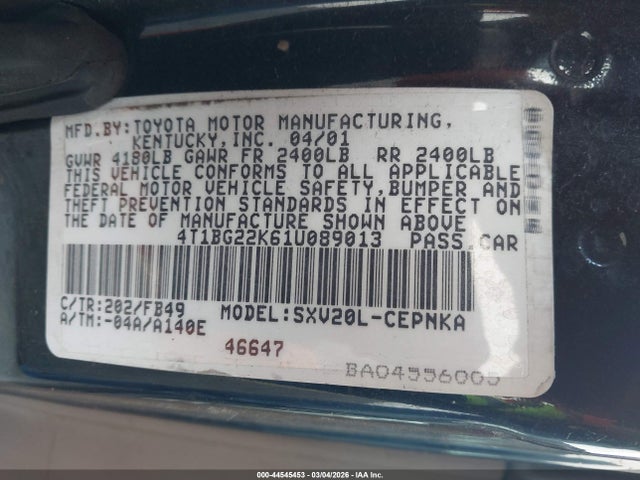 MFD.BY:TOYOTA MOTOR MANUFACTURING,
KENTUCKY,INC. 04/01
GVWR 4180LB GAWR FR 2400LB RR 2400LB
THIS VEHICLE CONFORMS TO ALL APPLICABLE
FEDERAL MOTOR VEHICLE SAFETY,BUMPER AND
THEFT PREVENTION STANDARDS IN EFFECT ON
THE DATE OF MANUFACTURE SHOWN ABOVE
4T1BG22K61U089013 PASS.CAR
C/TR:202/FB49 MODEL:SXV20L-CEPNKA
A/TM:-04A/A140E
46647
BA04556005
000-44545453 - 03/04/2026 - IAA Inc.